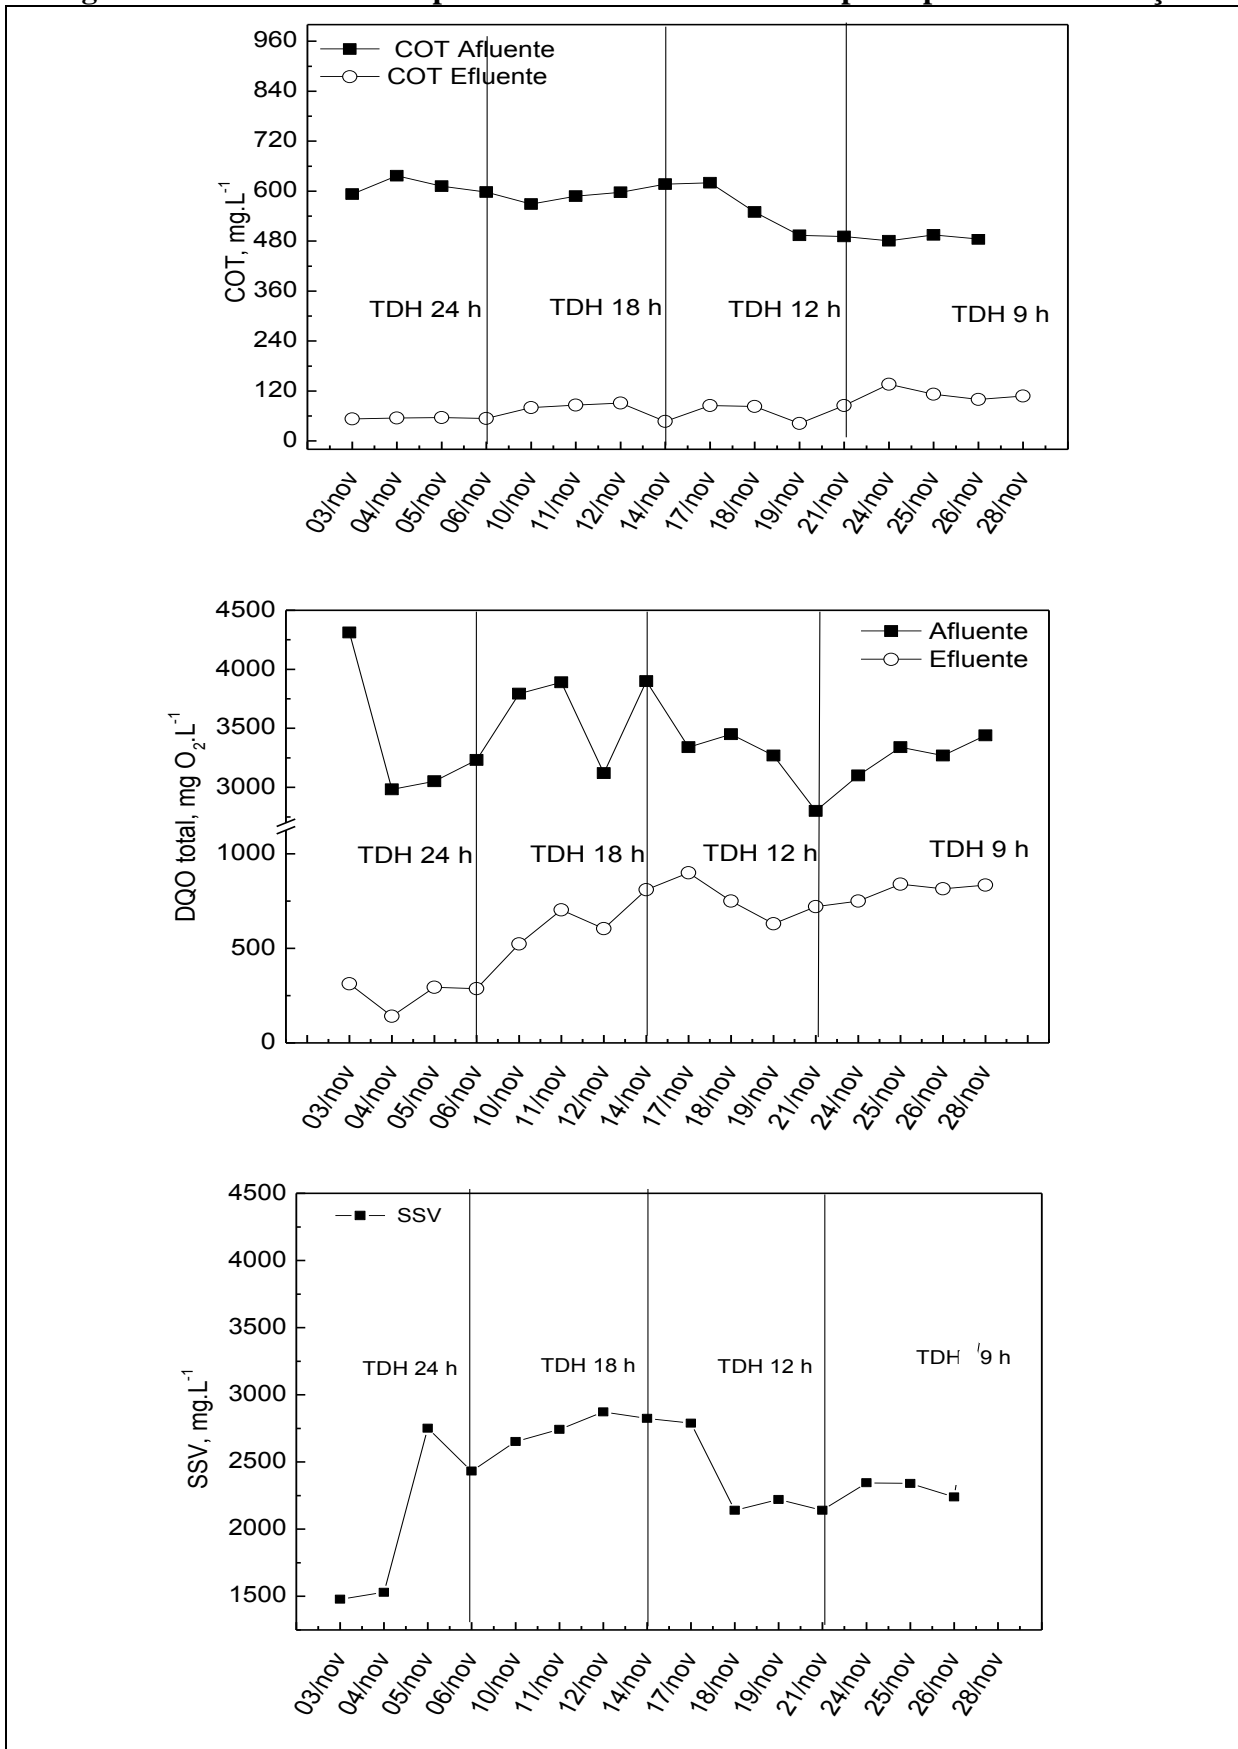 COT Afluente
COT Efluente
960
840
720
600
480
360
240
120
0
COT, mg.L-1
TDH 24 h
TDH 18 h
TDH 12 h
TDH 9 h
03/nov
04/nov
05/nov
06/nov
10/nov
11/nov
12/nov
14/nov
17/nov
18/nov
19/nov
21/nov
24/nov
25/nov
26/nov
28/nov
Afluente
Efluente
4500
4000
3500
3000
1000
500
0
DQO total, mg O2.L-1
TDH 24 h
TDH 18 h
TDH 12 h
TDH 9 h
03/nov
04/nov
05/nov
06/nov
10/nov
11/nov
12/nov
14/nov
17/nov
18/nov
19/nov
21/nov
24/nov
25/nov
26/nov
28/nov
SSV
4500
4000
3500
3000
2500
2000
1500
SSV, mg.L-1
TDH 24 h
TDH 18 h
TDH 12 h
TDH 9 h
03/nov
04/nov
05/nov
06/nov
10/nov
11/nov
12/nov
14/nov
17/nov
18/nov
19/nov
21/nov
24/nov
25/nov
26/nov
28/nov